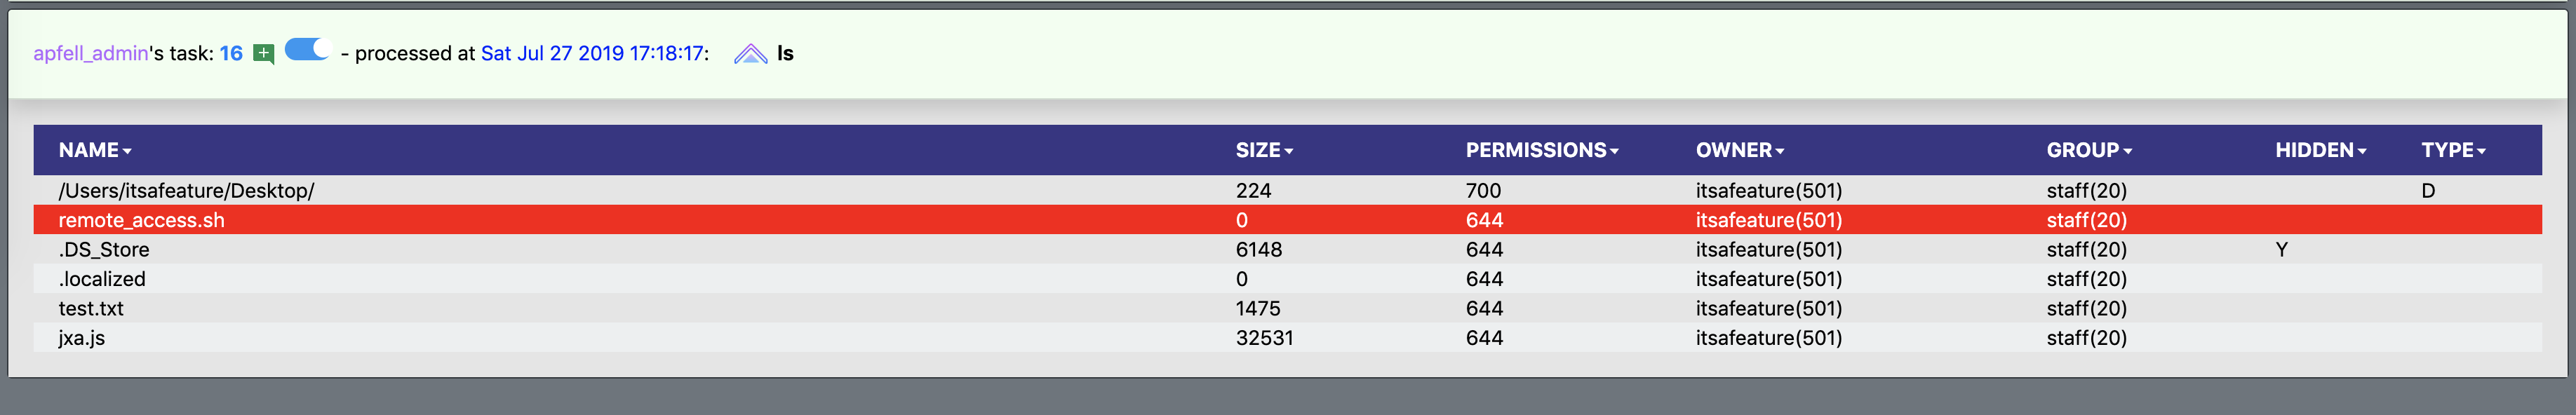 apfell_admin's task: 16 - processed at Sat Jul 27 2019 17:18:17: ls
NAME SIZE PERMISSIONS OWNER GROUP HIDDEN TYPE
/Users/itsafeature/Desktop/ 224 700 itsafeature(501) staff(20) D
remote_access.sh 0 644 itsafeature(501) staff(20)
.DS_Store 6148 644 itsafeature(501) staff(20) Y
.localized 0 644 itsafeature(501) staff(20)
test.txt 1475 644 itsafeature(501) staff(20)
jxa.js 32531 644 itsafeature(501) staff(20)